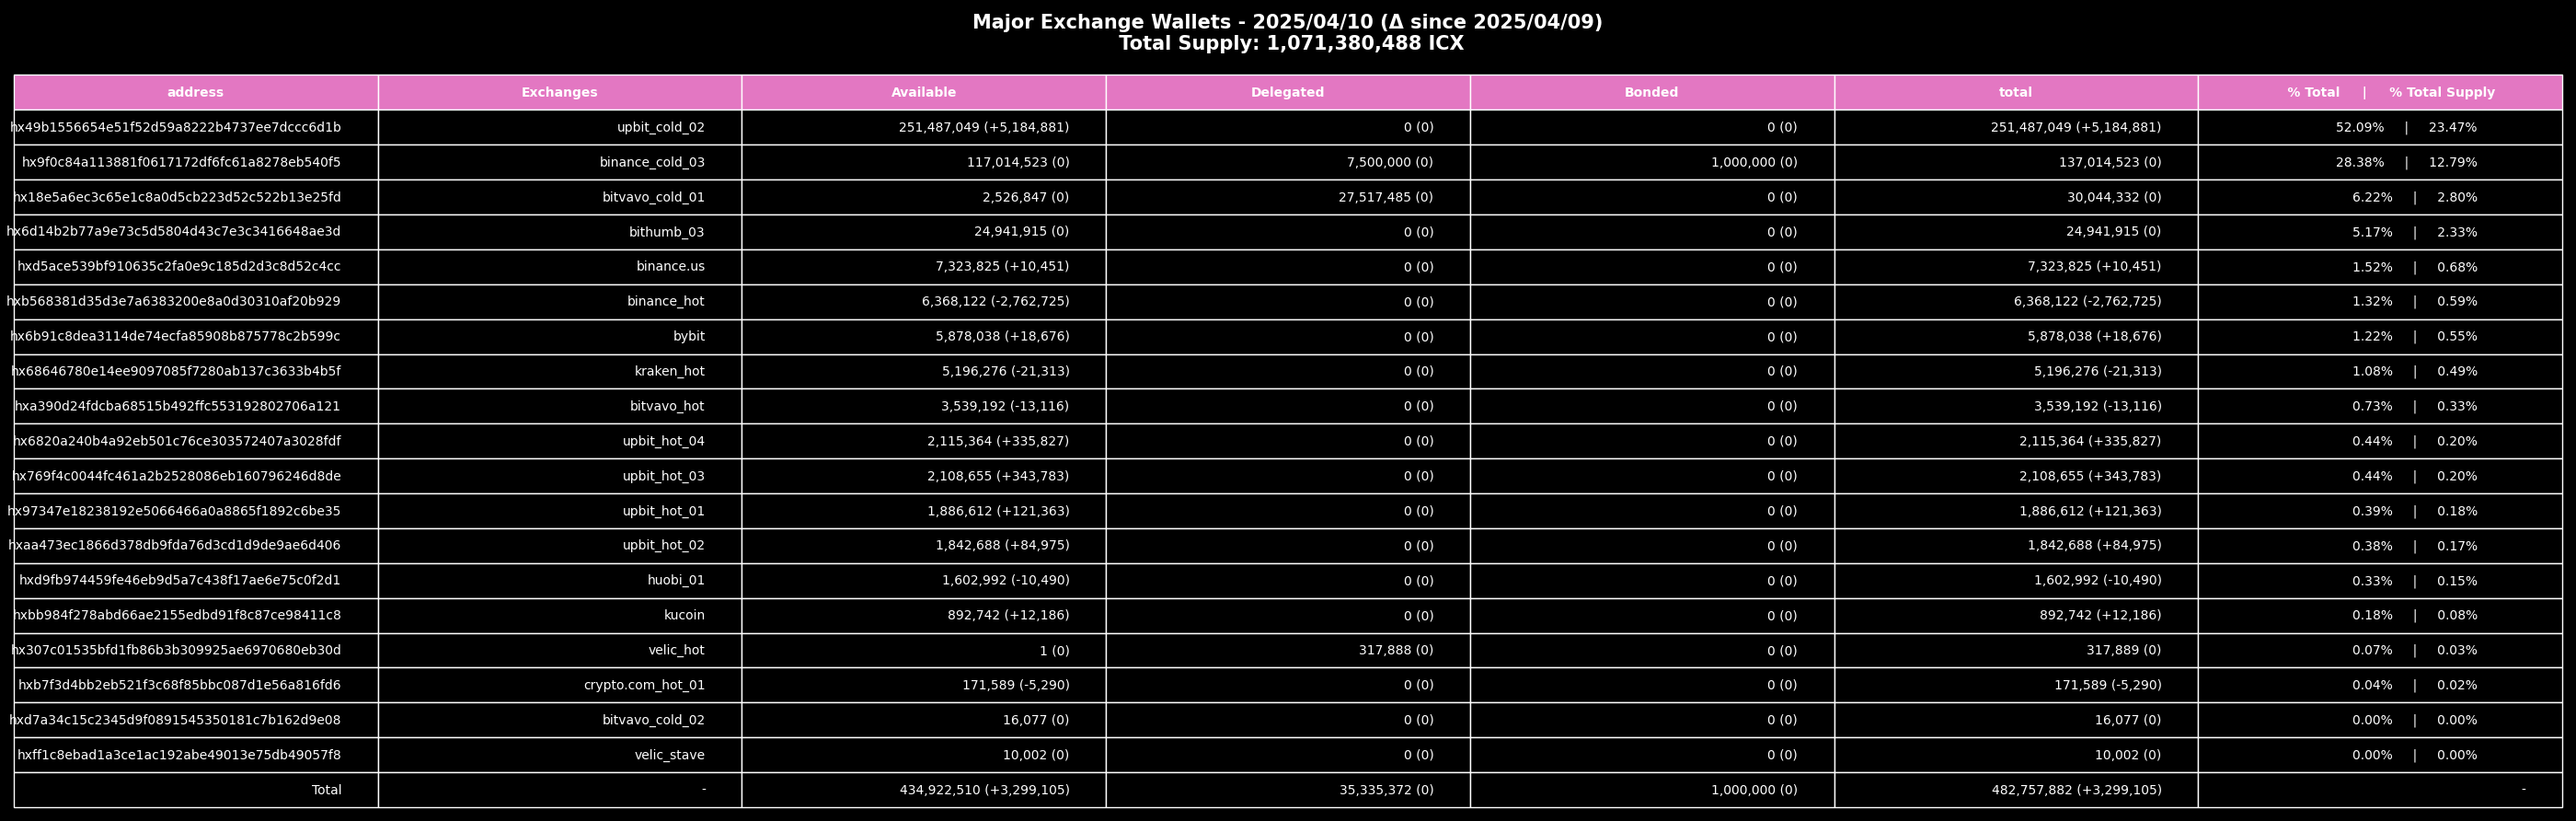 Major Exchange Wallets - 2025/04/10 (Δ since 2025/04/09)
Total Supply: 1,071,380,488 ICX
address Exchanges Available Delegated Bonded total % Total | % Total Supply
hx49b1556654e51f52d59a8222b4737ee7dccc6d1b upbit_cold_02 251,487,049 (+5,184,881) 0 (0) 0 (0) 251,487,049 (+5,184,881) 52.09% | 23.47%
hx9f0c84a113881f0617172df6fc61a8278eb540f5 binance_cold_03 117,014,523 (0) 7,500,000 (0) 1,000,000 (0) 137,014,523 (0) 28.38% | 12.79%
hx18e5a6ec3c65e1c8a0d5cb223d52c522b13e25fd bitvavo_cold_01 2,526,847 (0) 27,517,485 (0) 0 (0) 30,044,332 (0) 6.22% | 2.80%
hx6d14b2b77a9e73c5d5804d43c7e3c3416648ae3d bithumb_03 24,941,915 (0) 0 (0) 0 (0) 24,941,915 (0) 5.17% | 2.33%
hxd5ace539bf910635c2fa0e9c185d2d3c8d52c4cc binance.us 7,323,825 (+10,451) 0 (0) 0 (0) 7,323,825 (+10,451) 1.52% | 0.68%
hxb568381d35d3e7a6383200e8a0d30310af20b929 binance_hot 6,368,122 (-2,762,725) 0 (0) 0 (0) 6,368,122 (-2,762,725) 1.32% | 0.59%
hx6b91c8dea3114de74ecfa85908b875778c2b599c bybit 5,878,038 (+18,676) 0 (0) 0 (0) 5,878,038 (+18,676) 1.22% | 0.55%
hx68646780e14ee9097085f7280ab137c3633b4b5f kraken_hot 5,196,276 (-21,313) 0 (0) 0 (0) 5,196,276 (-21,313) 1.08% | 0.49%
hxa390d24fdcba68515b492ffc553192802706a121 bitvavo_hot 3,539,192 (-13,116) 0 (0) 0 (0) 3,539,192 (-13,116) 0.73% | 0.33%
hx6820a240b4a92eb501c76ce303572407a3028fdf upbit_hot_04 2,115,364 (+335,827) 0 (0) 0 (0) 2,115,364 (+335,827) 0.44% | 0.20%
hx769f4c0044fc461a2b2528086eb160796246d8de upbit_hot_03 2,108,655 (+343,783) 0 (0) 0 (0) 2,108,655 (+343,783) 0.44% | 0.20%
hx97347e18238192e5066466a0a8865f1892c6be35 upbit_hot_01 1,886,612 (+121,363) 0 (0) 0 (0) 1,886,612 (+121,363) 0.39% | 0.18%
hxaa473ec1866d378db9fda76d3cd1d9de9ae6d406 upbit_hot_02 1,842,688 (+84,975) 0 (0) 0 (0) 1,842,688 (+84,975) 0.38% | 0.17%
hxd9fb974459fe46eb9d5a7c438f17ae6e75c0f2d1 huobi_01 1,602,992 (-10,490) 0 (0) 0 (0) 1,602,992 (-10,490) 0.33% | 0.15%
hxbb984f278abd66ae2155edbd91f8c87ce98411c8 kucoin 892,742 (+12,186) 0 (0) 0 (0) 892,742 (+12,186) 0.18% | 0.08%
hx307c01535bfd1fb86b3b309925ae6970680eb30d velic_hot 1 (0) 317,888 (0) 0 (0) 317,889 (0) 0.07% | 0.03%
hxb7f3d4bb2eb521f3c68f85bbc087d1e56a816fd6 crypto.com_hot_01 171,589 (-5,290) 0 (0) 0 (0) 171,589 (-5,290) 0.04% | 0.02%
hxd7a34c15c2345d9f0891545350181c7b162d9e08 bitvavo_cold_02 16,077 (0) 0 (0) 0 (0) 16,077 (0) 0.00% | 0.00%
hxff1c8ebad1a3ce1ac192abe49013e75db49057f8 velic_stave 10,002 (0) 0 (0) 0 (0) 10,002 (0) 0.00% | 0.00%
Total - 434,922,510 (+3,299,105) 35,335,372 (0) 1,000,000 (0) 482,757,882 (+3,299,105) -